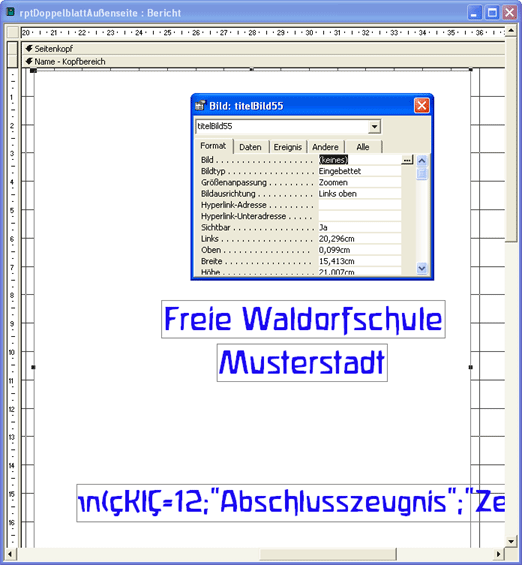 rptDoppelblattAußenseite : Bericht
20 21 22 23 24 25 26 27 28 29 30 31 32 33 34 35 36
Seitenkopf
Name - Kopfbereich
Bild: titelBild55
titelBild55
Format Daten Ereignis Andere Alle
Bild . . . . . . . . . . . . . . . . . . . (keines) ...
Bildtyp . . . . . . . . . . . . . . . . . Eingebettet
Größenanpassung . . . . . . . . . Zoomen
Bildausrichtung . . . . . . . . . . . Links oben
Hyperlink-Adresse . . . . . . . . .
Hyperlink-Unteradresse . . . . .
Sichtbar . . . . . . . . . . . . . . . . Ja
Links . . . . . . . . . . . . . . . . . . 20,296cm
Oben . . . . . . . . . . . . . . . . . . 0,099cm
Breite . . . . . . . . . . . . . . . . . 15,413cm
Höhe . . . . . . . . . . . . . . . . . . 21,007cm
1
2
3
4
5
6
7
8
Freie Waldorfschule
9
Musterstadt
10
11
12
13
14
15
nn(çKlÇ=12;"Abschlusszeugnis";"Ze
16